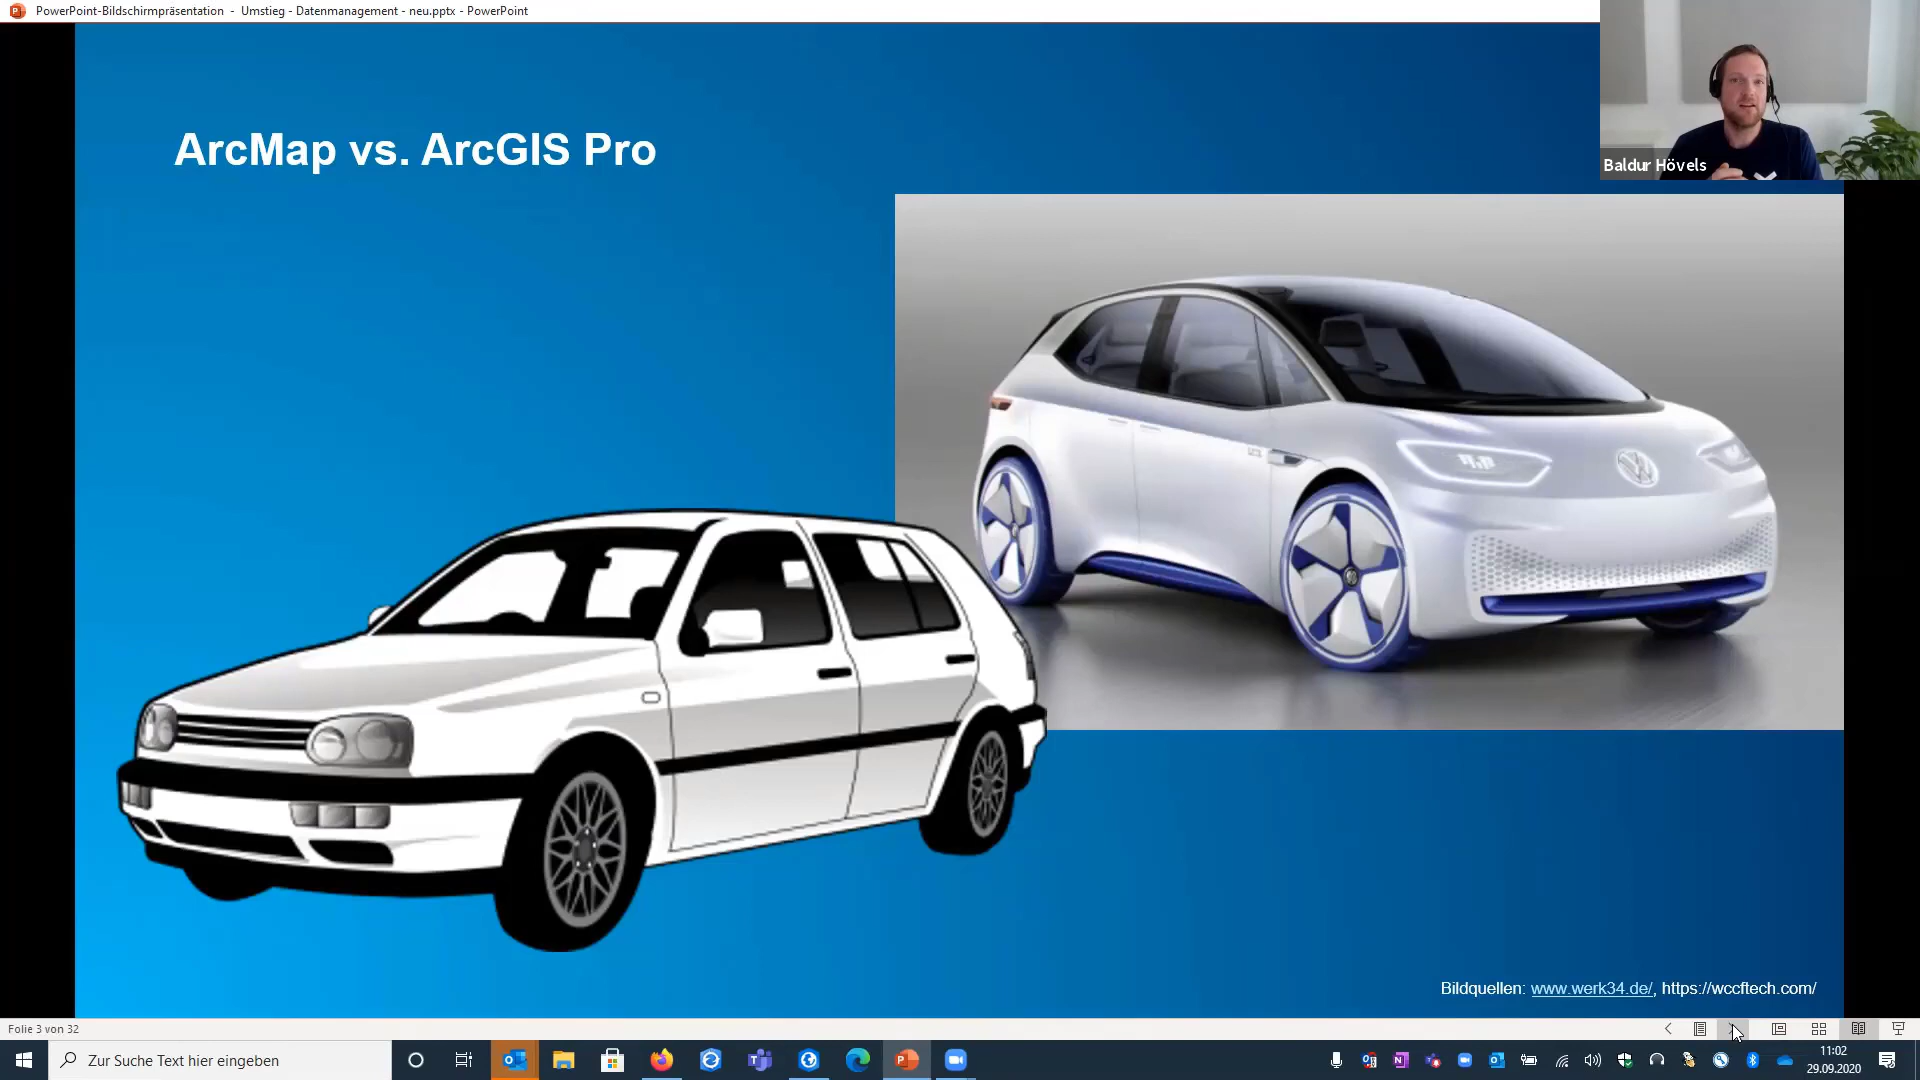 PowerPoint-Bildschirmpräsentation - Umstieg - Datenmanagement - neu.pptx - PowerPoint
Baldur Hövels
ArcMap vs. ArcGIS Pro
Bildquellen: www.werk34.de/, https://wccftech.com/
Folie 3 von 32
Zur Suche Text hier eingeben
11:02
29.09.2020